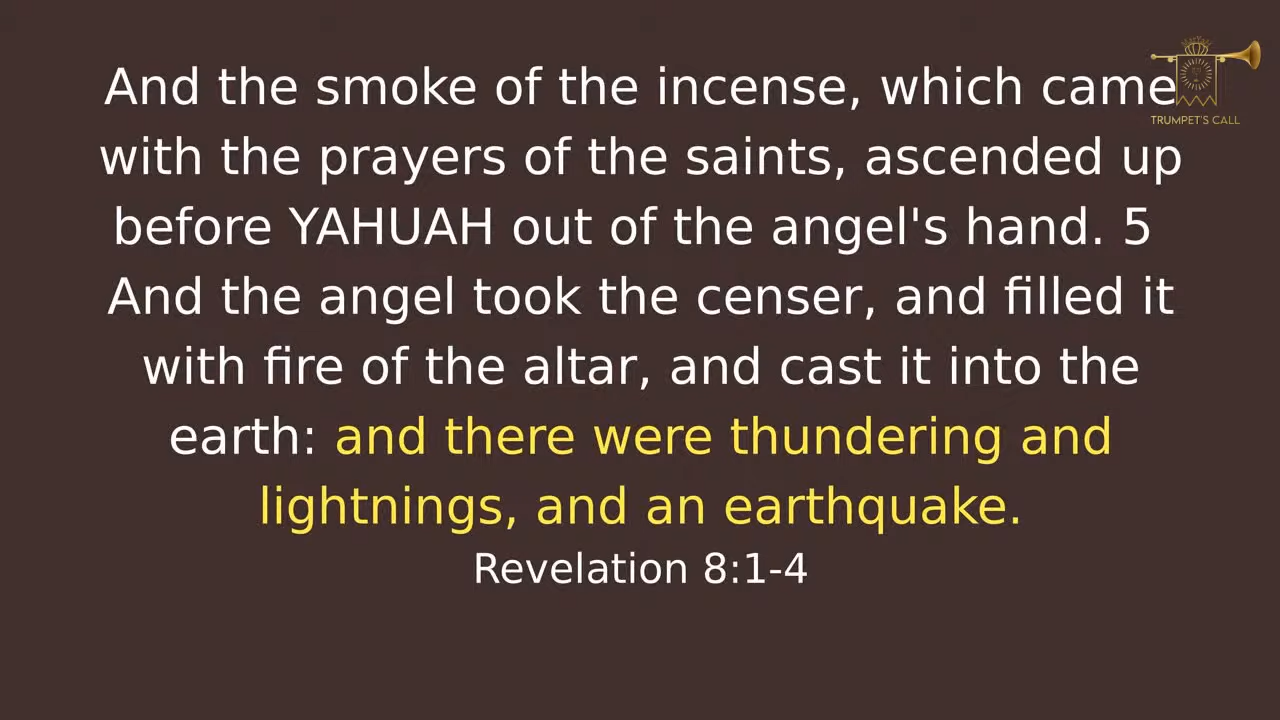 And the smoke of the incense, which came
with the prayers of the saints, ascended up
before YAHUAH out of the angel's hand. 5
And the angel took the censer, and filled it
with fire of the altar, and cast it into the
earth: and there were thundering and
lightnings, and an earthquake.
Revelation 8:1-4
TRUMPET'S CALL